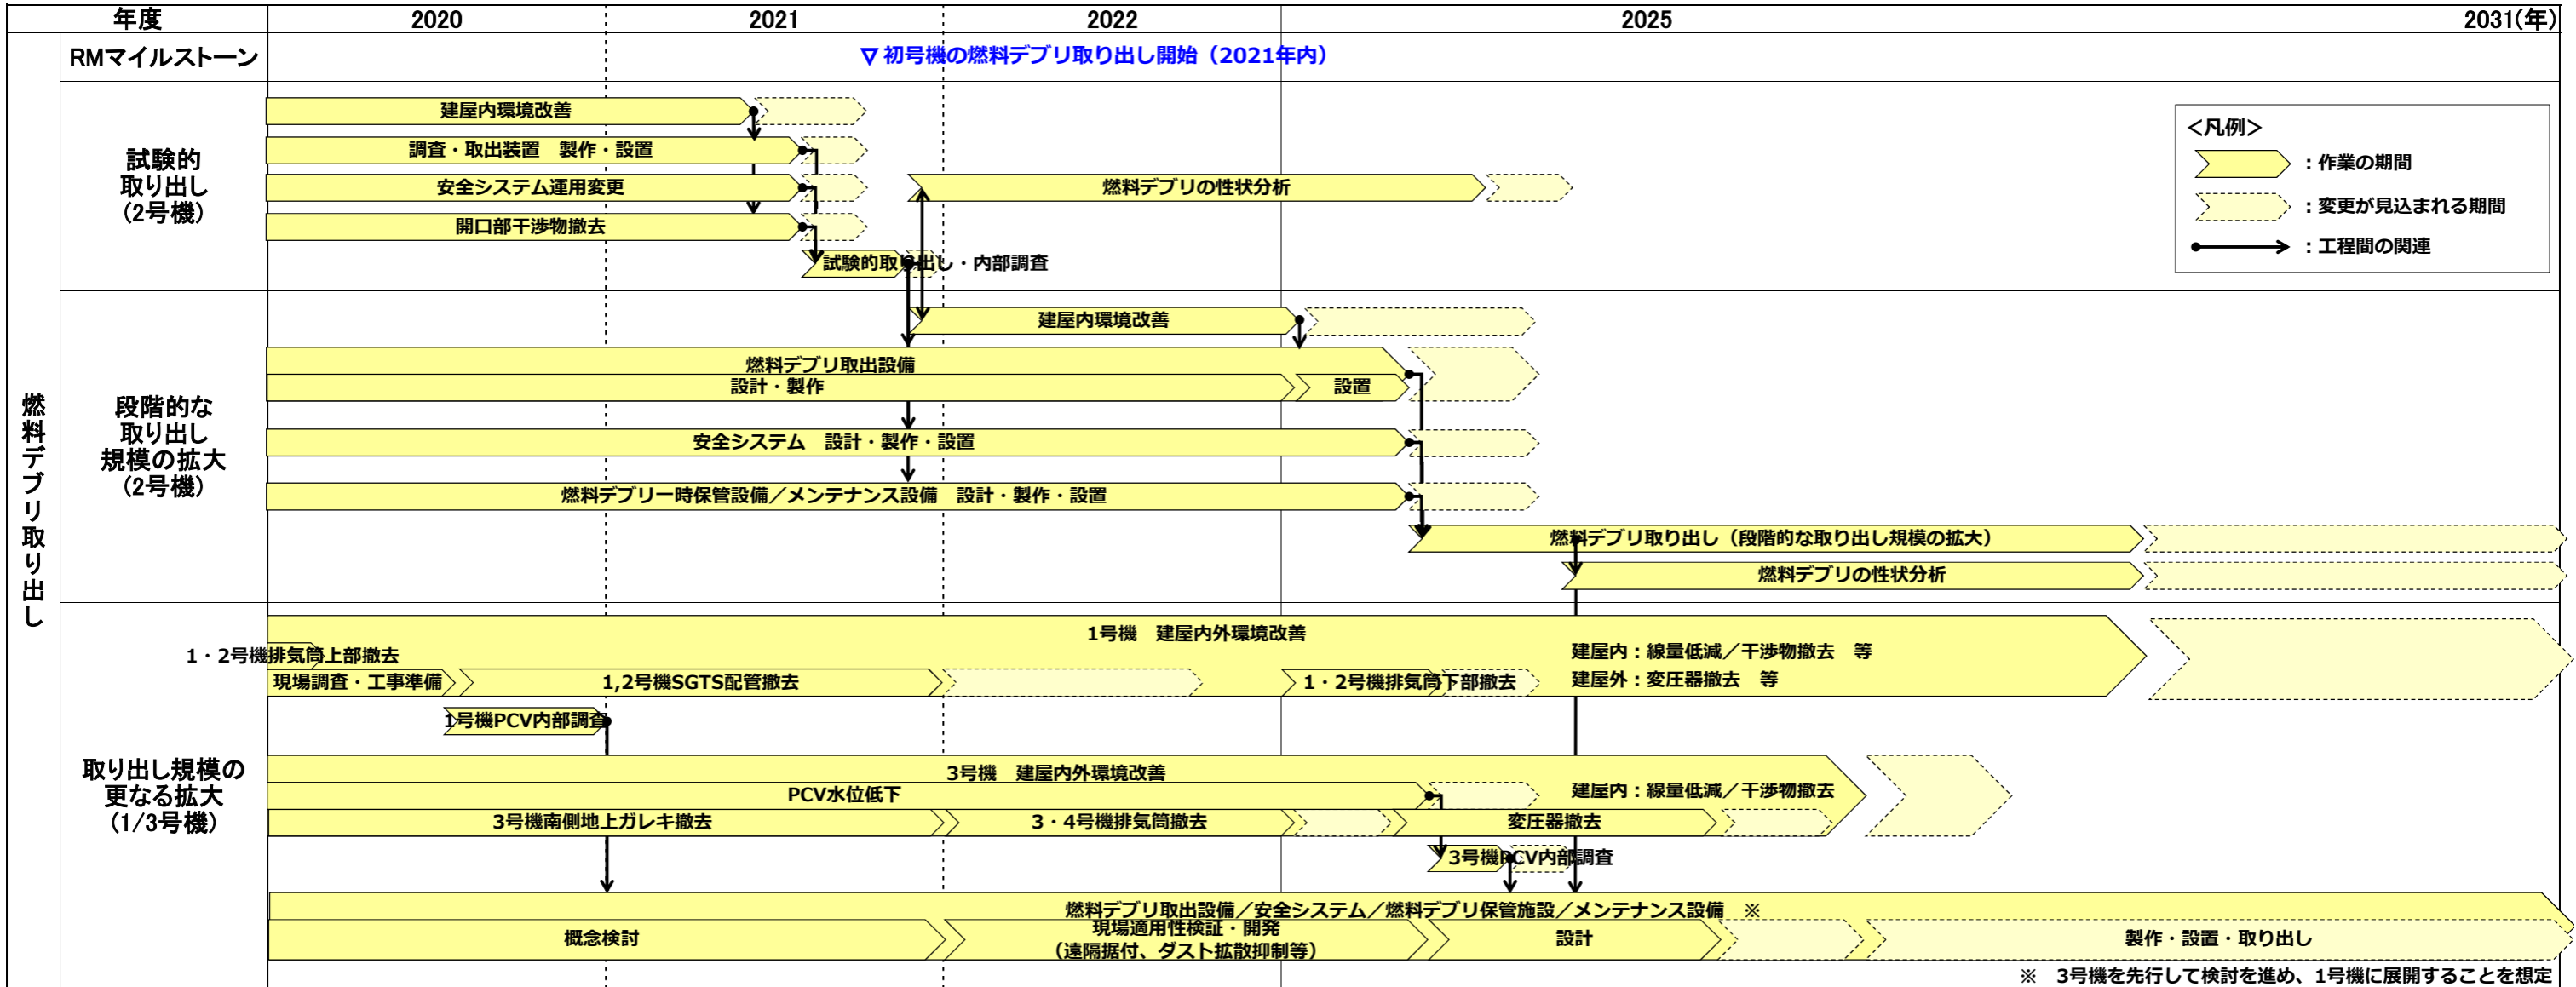 年度
2020
2021
2022
2025
2031(年)
燃料デブリ取り出し
RMマイルストーン
▽ 初号機の燃料デブリ取り出し開始（2021年内）
試験的
取り出し
(2号機)
建屋内環境改善
調査・取出装置　製作・設置
安全システム運用変更
燃料デブリの性状分析
開口部干渉物撤去
試験的取り出し・内部調査
＜凡例＞
：作業の期間
：変更が見込まれる期間
：工程間の関連
段階的な
取り出し
規模の拡大
(2号機)
建屋内環境改善
燃料デブリ取出設備
設計・製作
設置
安全システム　設計・製作・設置
燃料デブリ一時保管設備／メンテナンス設備　設計・製作・設置
燃料デブリ取り出し（段階的な取り出し規模の拡大）
燃料デブリの性状分析
取り出し規模の
更なる拡大
(1/3号機)
1号機　建屋内外環境改善
1・2号機排気筒上部撤去
建屋内：線量低減／干渉物撤去　等
現場調査・工事準備
1,2号機SGTS配管撤去
1・2号機排気筒下部撤去
建屋外：変圧器撤去　等
1号機PCV内部調査
3号機　建屋内外環境改善
PCV水位低下
建屋内：線量低減／干渉物撤去
3号機南側地上ガレキ撤去
3・4号機排気筒撤去
変圧器撤去
3号機PCV内部調査
燃料デブリ取出設備／安全システム／燃料デブリ保管施設／メンテナンス設備　※
概念検討
現場適用性検証・開発
（遠隔据付、ダスト拡散抑制等）
設計
製作・設置・取り出し
※　3号機を先行して検討を進め、1号機に展開することを想定